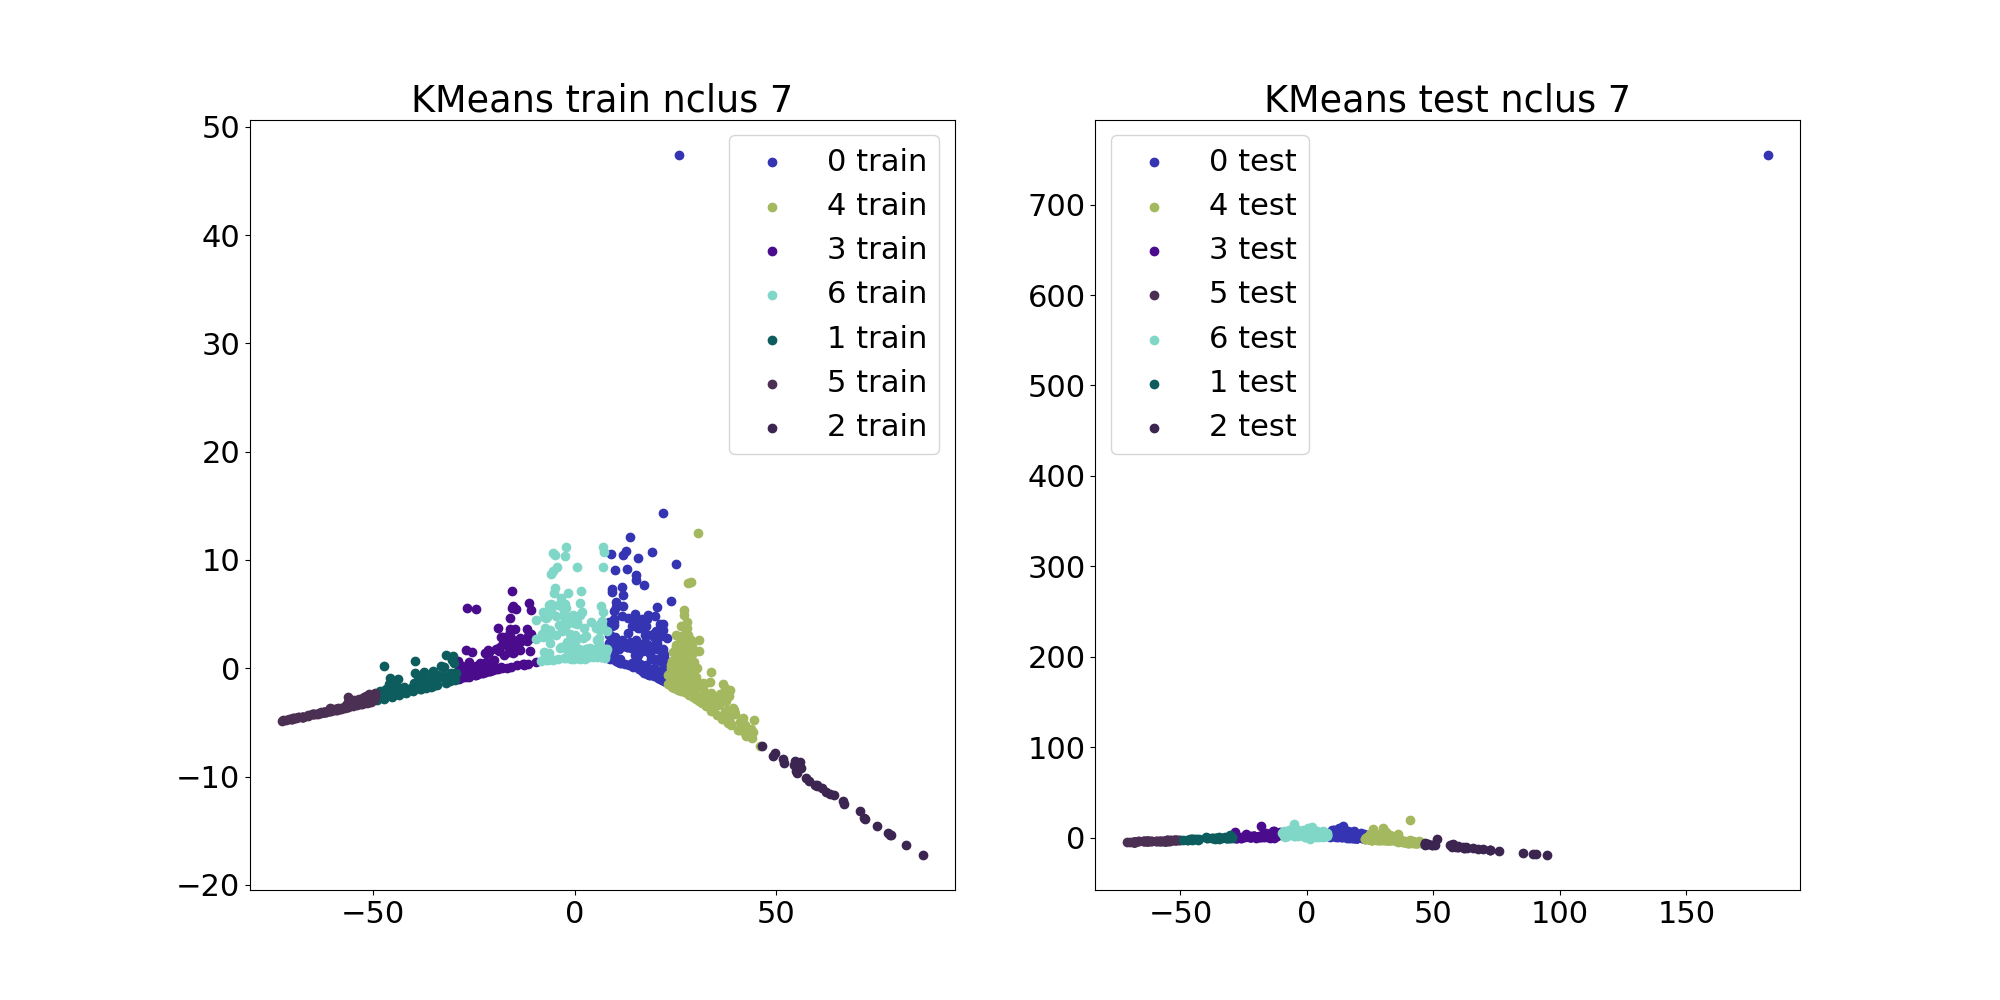 KMeans train nclus 7
50
40
30
20
10
0
−10
−20
−50
0
50
0 train
4 train
3 train
6 train
1 train
5 train
2 train
KMeans test nclus 7
700
600
500
400
300
200
100
0
−50
0
50
100
150
0 test
4 test
3 test
5 test
6 test
1 test
2 test